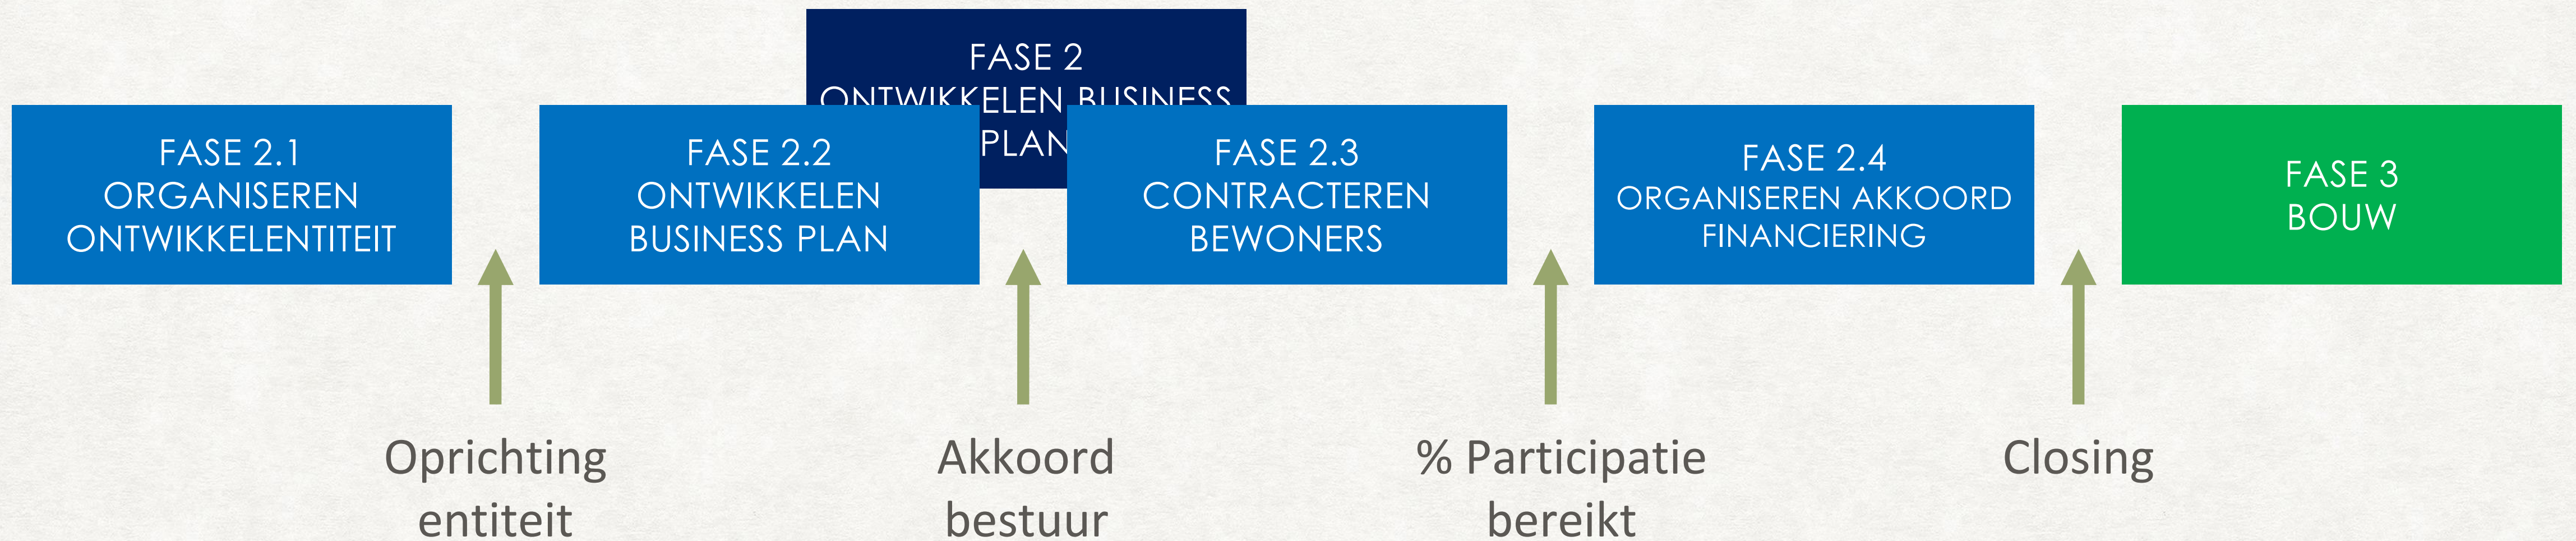 FASE 2
ONTWIKKELEN BUSINESS
PLAN
FASE 2.1
ORGANISEREN
ONTWIKKELENTITEIT
FASE 2.2
ONTWIKKELEN
BUSINESS PLAN
FASE 2.3
CONTRACTEREN
BEWONERS
FASE 2.4
ORGANISEREN AKKOORD
FINANCIERING
FASE 3
BOUW
Oprichting
entiteit
Akkoord
bestuur
% Participatie
bereikt
Closing